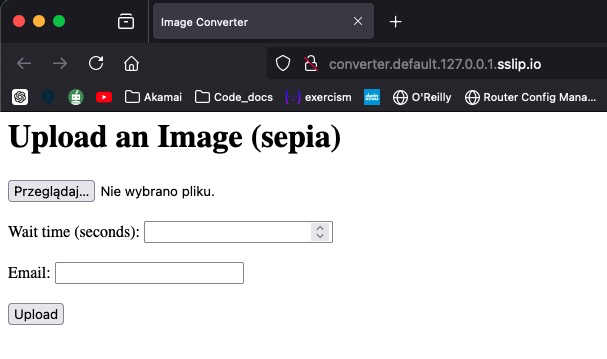 Image Converter
converter.default.127.0.0.1.sslip.io
Akamai Code_docs exercism O'Reilly Router Config Mana...
Upload an Image (sepia)
Przeglądaj... Nie wybrano pliku.
Wait time (seconds):
Email:
Upload